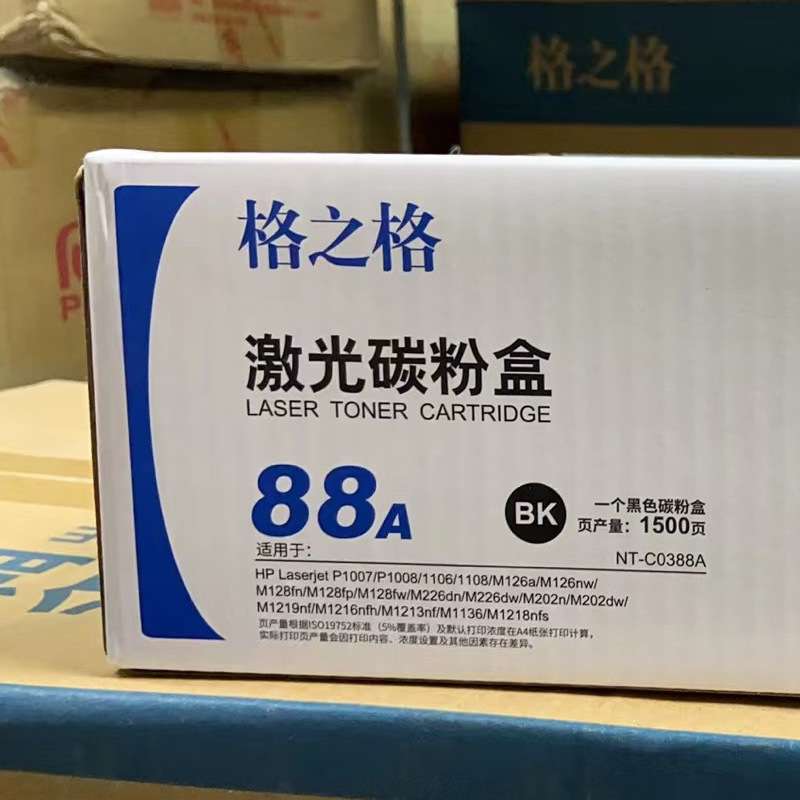 格之格
格之格
激光碳粉盒
LASER TONER CARTRIDGE
88A
BK
一个黑色碳粉盒
页产量：1500页
适用于：
NT-C0388A
HP Laserjet P1007/P1008/1106/1108/M126a/M126nw/
M128fn/M128fp/M128fw/M226dn/M226dw/M202n/M202dw/
M1219nf/M1216nfh/M1213nf/M1136/M1218nfs
页产量根据ISO19752标准（5%覆盖率）及默认打印浓度在A4纸张打印计算，
实际打印页产量会因打印内容、浓度设置及其他因素存在差异。